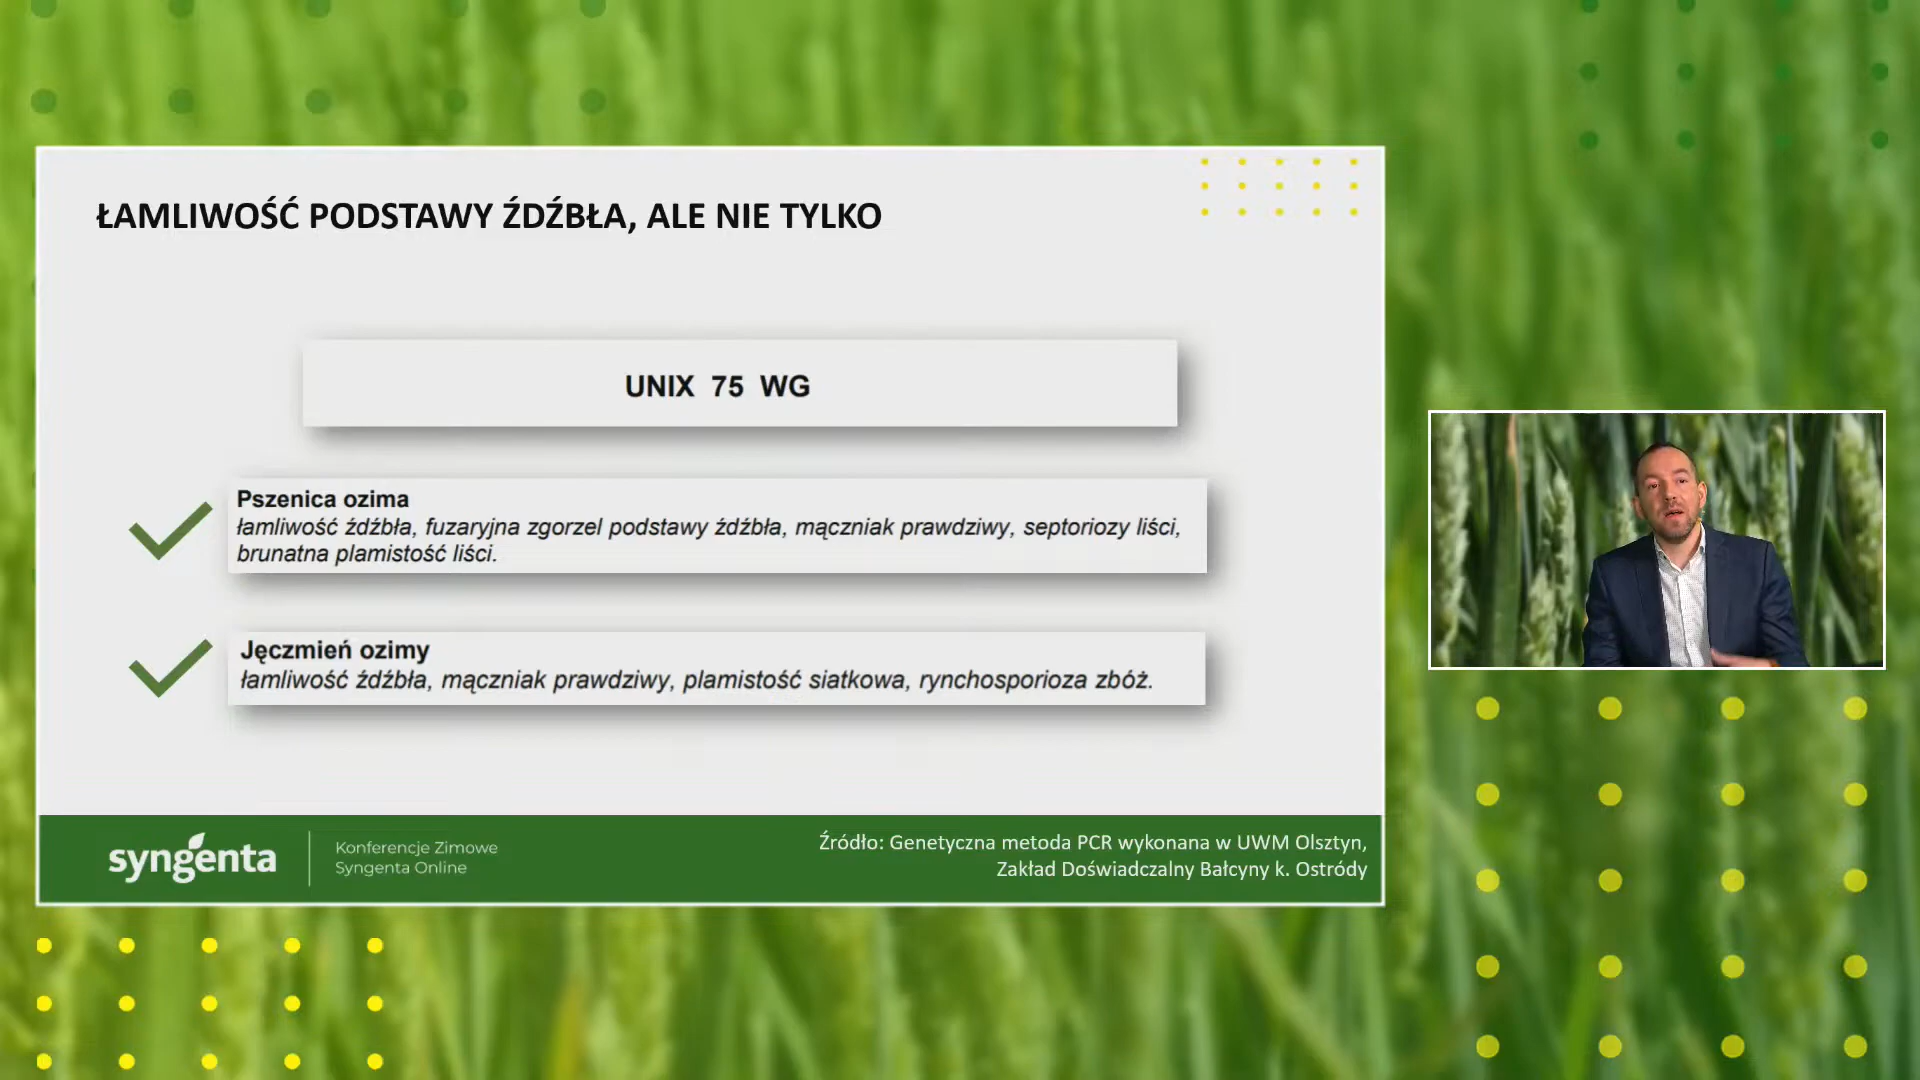 ŁAMLIWOŚĆ PODSTAWY ŹDŹBŁA, ALE NIE TYLKO
UNIX 75 WG
Pszenica ozima
łamliwość źdźbła, fuzaryjna zgorzel podstawy źdźbła, mączniak prawdziwy, septoriozy liści,
brunatna plamistość liści.
Jęczmień ozimy
łamliwość źdźbła, mączniak prawdziwy, plamistość siatkowa, rynchosporioza zbóż.
syngenta
Konferencje Zimowe
Syngenta Online
Źródło: Genetyczna metoda PCR wykonana w UWM Olsztyn,
Zakład Doświadczalny Bałcyny k. Ostródy